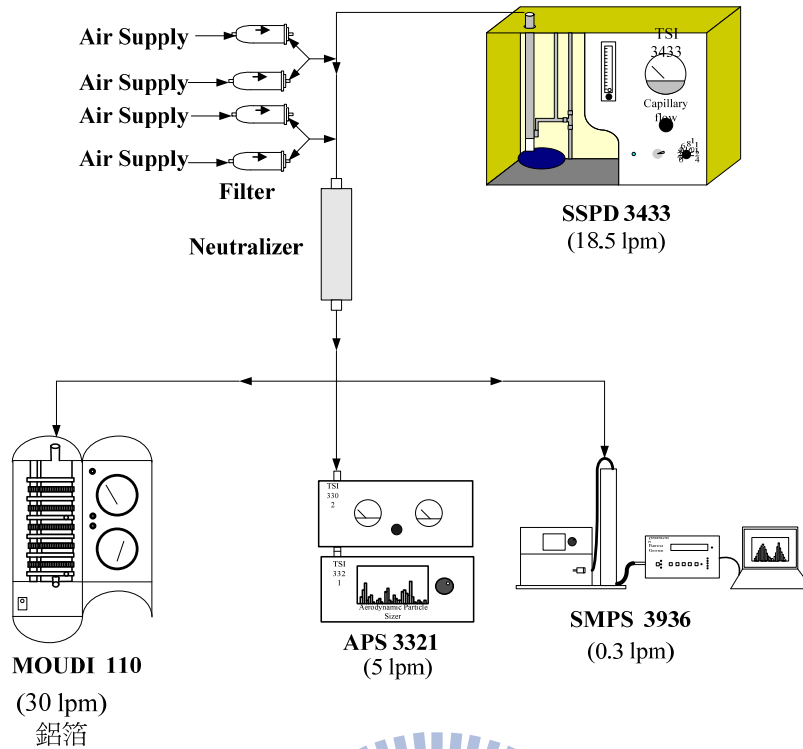 Air Supply
Air Supply
Air Supply
Air Supply
Filter
Neutralizer
TSI
3433
Capillary
flow
SSPD 3433
(18.5 lpm)
MOUDI 110
(30 lpm)
鋁箔
TSI
330
2
TSI
332
1
Aerodynamic Particle
Sizer
APS 3321
(5 lpm)
SMPS 3936
(0.3 lpm)